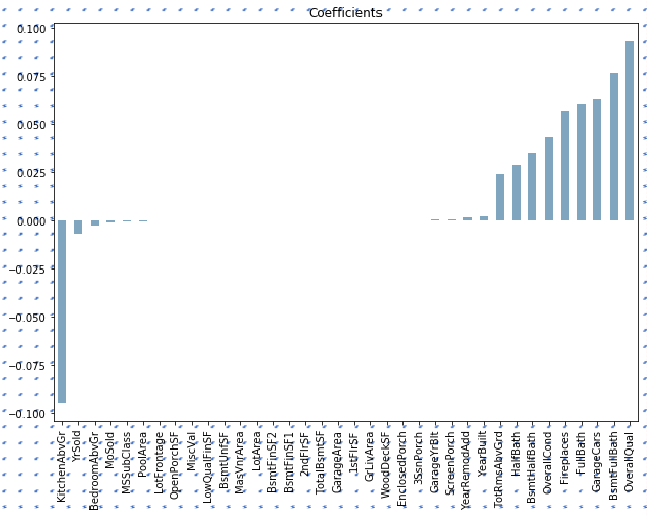 Coefficients
0.100
0.075
0.050
0.025
0.000
−0.025
−0.050
−0.075
−0.100
KitchenAbvGr
YrSold
BedroomAbvGr
MoSold
MSSubClass
PoolArea
LotFrontage
OpenPorchSF
MiscVal
LowQualFinSF
BsmtUnfSF
MasVnrArea
LotArea
BsmtFinSF2
BsmtFinSF1
2ndFlrSF
TotalBsmtSF
GarageArea
1stFlrSF
GrLivArea
WoodDeckSF
EnclosedPorch
3SsnPorch
GarageYrBlt
ScreenPorch
YearRemodAdd
YearBuilt
TotRmsAbvGrd
HalfBath
BsmtHalfBath
OverallCond
Fireplaces
FullBath
GarageCars
BsmtFullBath
OverallQual